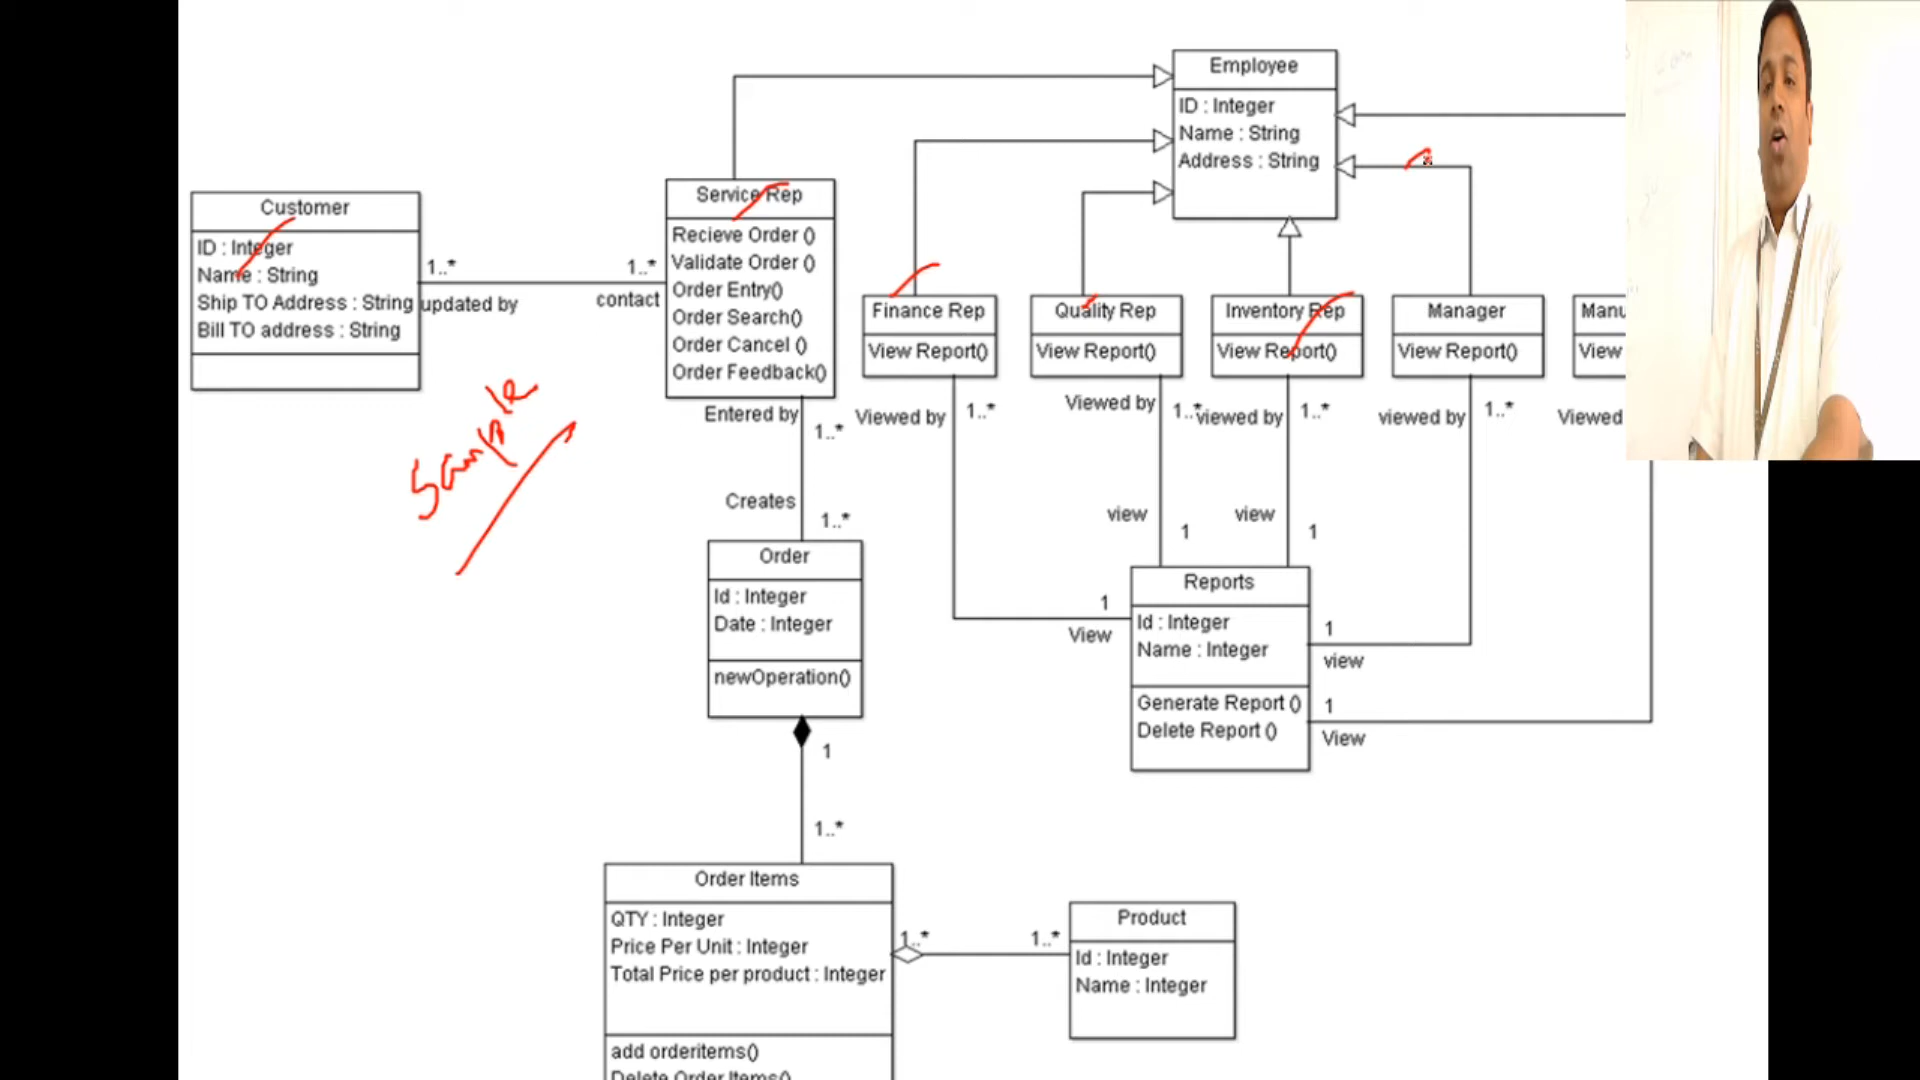 Employee
ID : Integer
Name : String
Address : String
Customer
ID : Integer
Name : String
Ship TO Address : String
Bill TO address : String
1..*
updated by
1..*
contact
Service Rep
Recieve Order ()
Validate Order ()
Order Entry()
Order Search()
Order Cancel ()
Order Feedback()
Finance Rep
View Report()
Quality Rep
View Report()
Inventory Rep
View Report()
Manager
View Report()
Manu
View
Sample
Entered by
1..*
Creates
1..*
Viewed by
1..*
Viewed by
1..*
viewed by
1..*
viewed by
1..*
Viewed
view
1
view
1
Order
Id : Integer
Date : Integer
newOperation()
1
View
Reports
Id : Integer
Name : Integer
Generate Report ()
Delete Report ()
1
view
1
View
1
1..*
Order Items
QTY : Integer
Price Per Unit : Integer
Total Price per product : Integer
add orderitems()
Delete Order Items()
1..*
1..*
Product
Id : Integer
Name : Integer